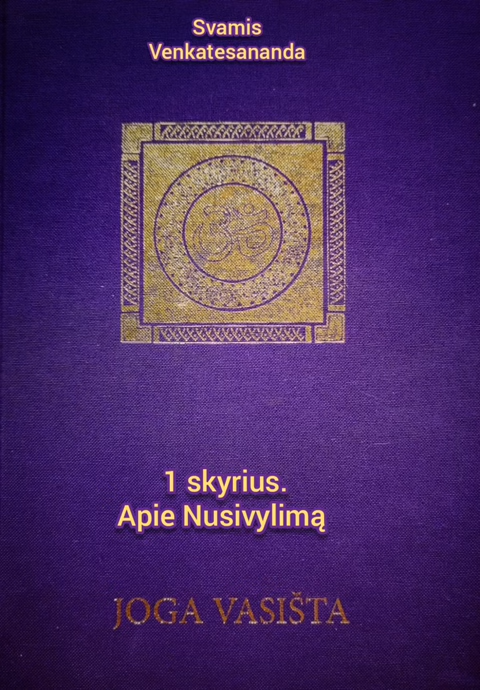 Svamis
Venkatesananda
ॐ
1 skyrius.
Apie Nusivylimą
JOGA VASIŠTA